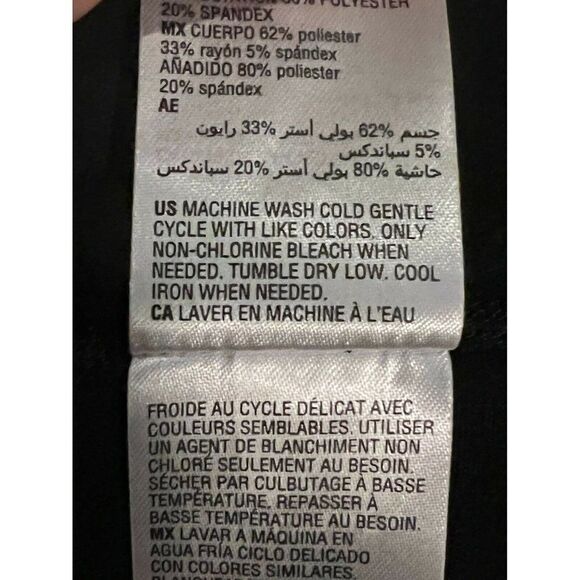 POLYESTER
20% SPANDEX
MX CUERPO 62% poliester
33% rayón 5% spándex
AÑADIDO 80% poliester
20% spándex
AE
جسم 62% بولي أستر 33% رايون
5% سباندكس
حاشية 80% بولي أستر 20% سباندكس
US MACHINE WASH COLD GENTLE
CYCLE WITH LIKE COLORS. ONLY
NON-CHLORINE BLEACH WHEN
NEEDED. TUMBLE DRY LOW. COOL
IRON WHEN NEEDED.
CA LAVER EN MACHINE À L'EAU
FROIDE AU CYCLE DÉLICAT AVEC
COULEURS SEMBLABLES. UTILISER
UN AGENT DE BLANCHIMENT NON
CHLORÉ SEULEMENT AU BESOIN.
SÉCHER PAR CULBUTAGE À BASSE
TEMPÉRATURE. REPASSER À
BASSE TEMPÉRATURE AU BESOIN.
MX LAVAR A MÁQUINA EN
AGUA FRÍA CICLO DELICADO
CON COLORES SIMILARES.